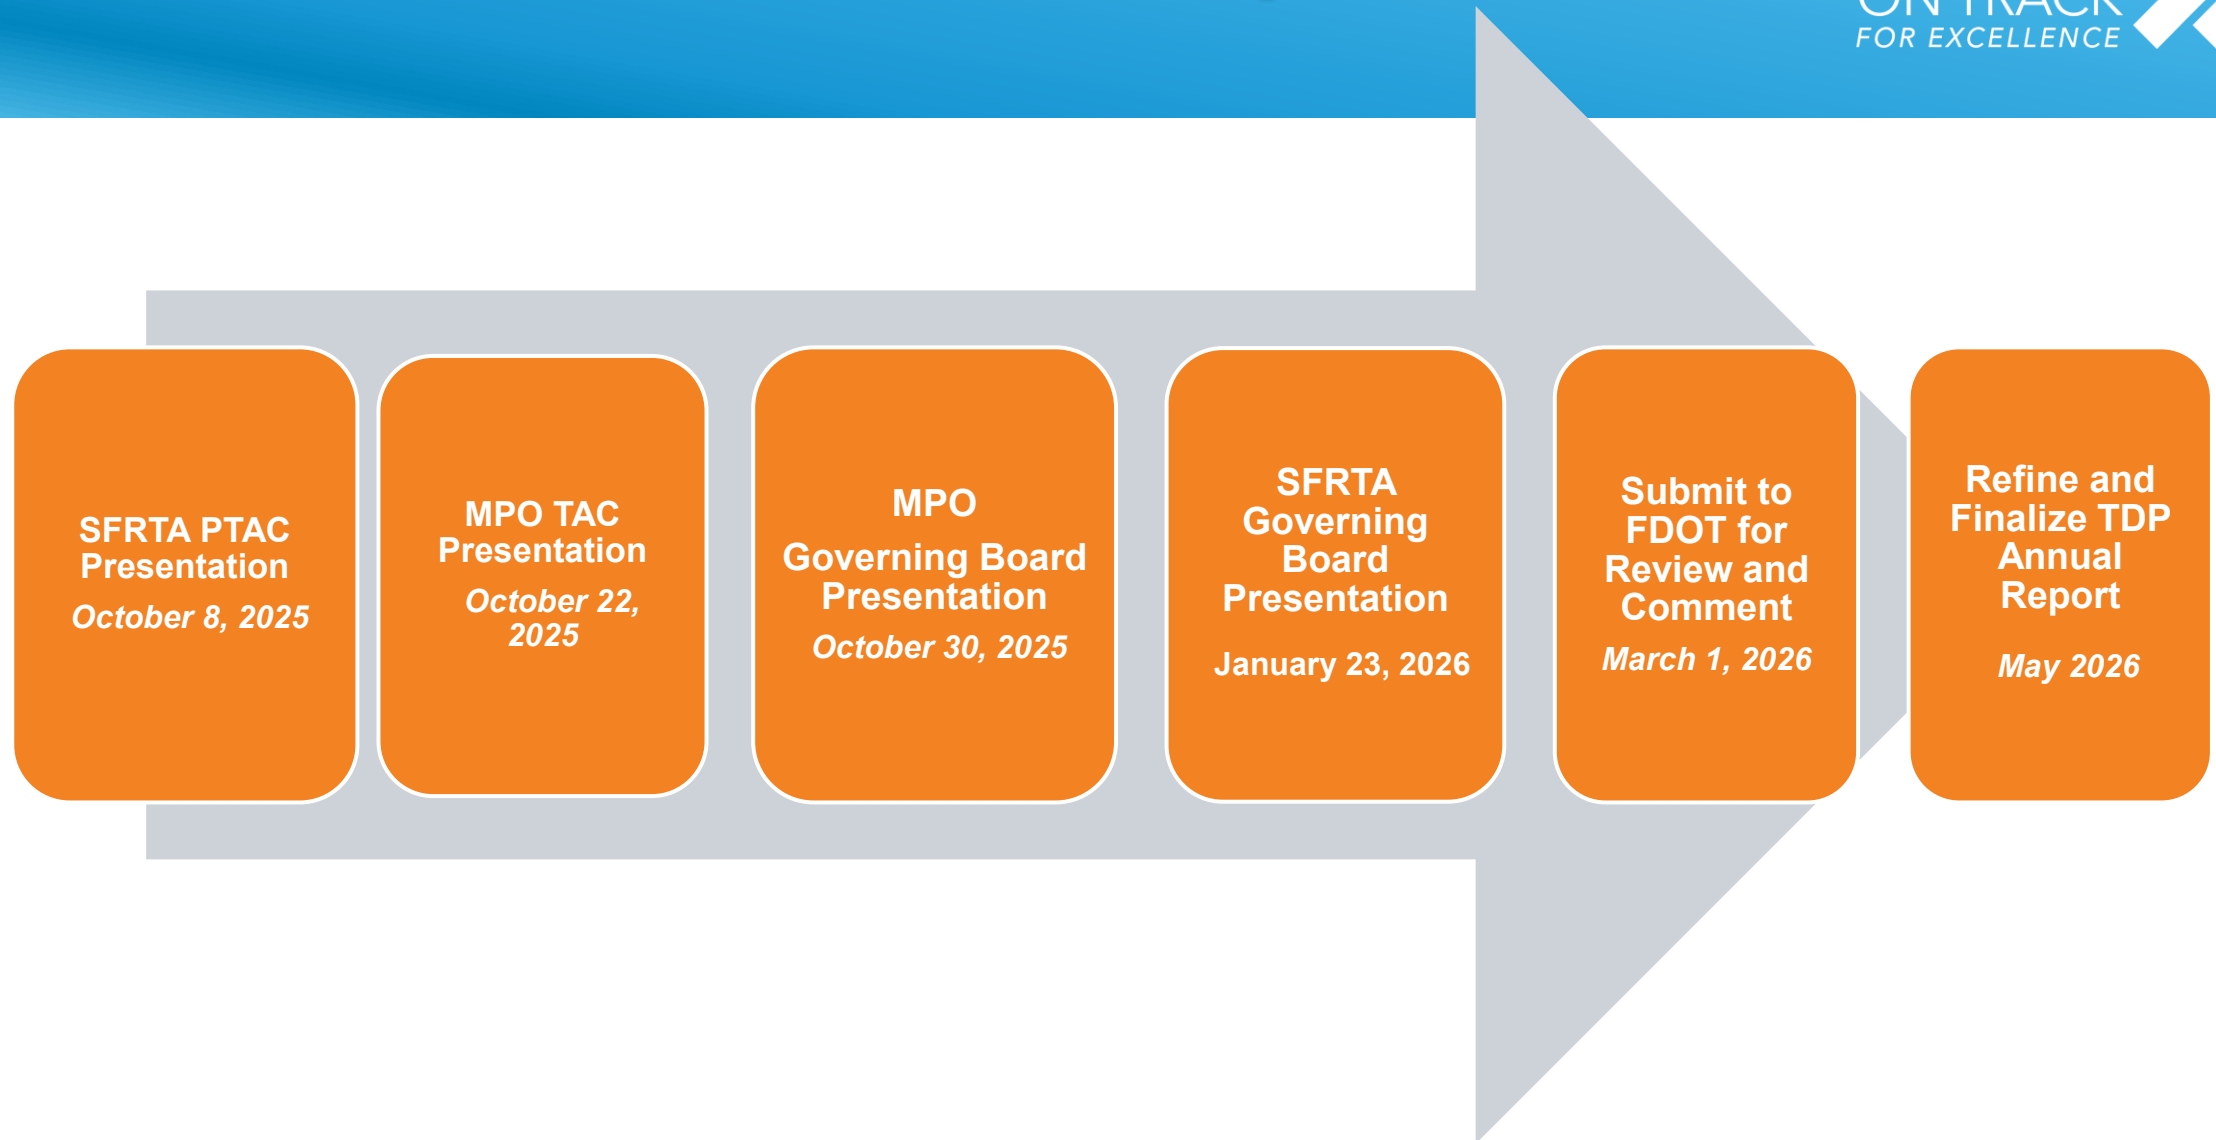 ON TRACK
FOR EXCELLENCE
SFRTA PTAC
Presentation
October 8, 2025
MPO TAC
Presentation
October 22,
2025
MPO
Governing Board
Presentation
October 30, 2025
SFRTA
Governing
Board
Presentation
January 23, 2026
Submit to
FDOT for
Review and
Comment
March 1, 2026
Refine and
Finalize TDP
Annual
Report
May 2026